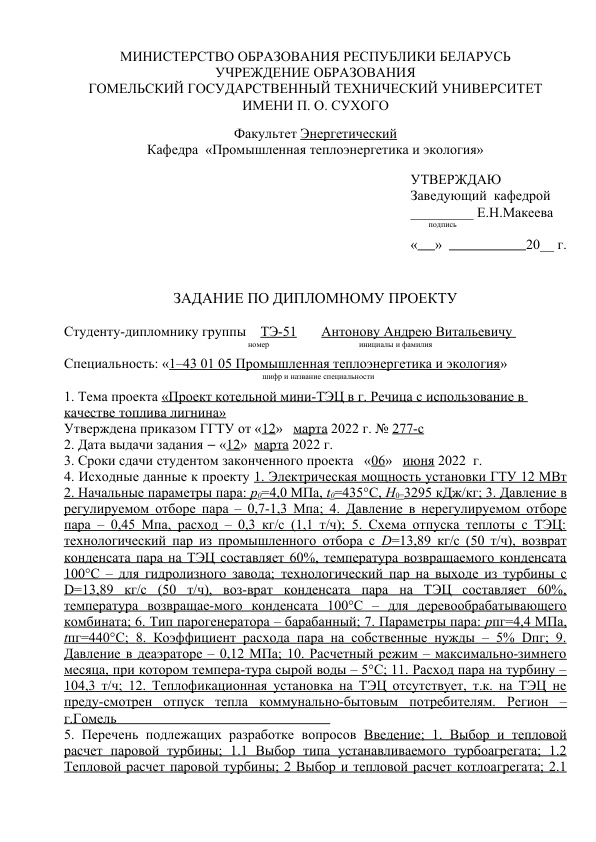 МИНИСТЕРСТВО ОБРАЗОВАНИЯ РЕСПУБЛИКИ БЕЛАРУСЬ
УЧРЕЖДЕНИЕ ОБРАЗОВАНИЯ
ГОМЕЛЬСКИЙ ГОСУДАРСТВЕННЫЙ ТЕХНИЧЕСКИЙ УНИВЕРСИТЕТ
ИМЕНИ П. О. СУХОГО
Факультет Энергетический
Кафедра «Промышленная теплоэнергетика и экология»
УТВЕРЖДАЮ
Заведующий кафедрой
_________ Е.Н.Макеева
подпись
«__» ___________20__ г.
ЗАДАНИЕ ПО ДИПЛОМНОМУ ПРОЕКТУ
Студенту-дипломнику группы ТЭ-51 Антонову Андрею Витальевичу
номер инициалы и фамилия
Специальность: «1–43 01 05 Промышленная теплоэнергетика и экология»
шифр и название специальности
1. Тема проекта «Проект котельной мини-ТЭЦ в г. Речица с использование в
качестве топлива лигнина»
Утверждена приказом ГГТУ от «12» марта 2022 г. № 277-с
2. Дата выдачи задания – «12» марта 2022 г.
3. Сроки сдачи студентом законченного проекта «06» июня 2022 г.
4. Исходные данные к проекту 1. Электрическая мощность установки ГТУ 12 МВт
2. Начальные параметры пара: p0=4,0 МПа, t0=435°С, H0=3295 кДж/кг; 3. Давление в
регулируемом отборе пара – 0,7-1,3 Мпа; 4. Давление в нерегулируемом отборе
пара – 0,45 Мпа, расход – 0,3 кг/с (1,1 т/ч); 5. Схема отпуска теплоты с ТЭЦ:
технологический пар из промышленного отбора с D=13,89 кг/с (50 т/ч), возврат
конденсата пара на ТЭЦ составляет 60%, температура возвращаемого конденсата
100°С – для гидролизного завода; технологический пар на выходе из турбины с
D=13,89 кг/с (50 т/ч), воз-врат конденсата пара на ТЭЦ составляет 60%,
температура возвращае-мого конденсата 100°С – для деревообрабатывающего
комбината; 6. Тип парогенератора – барабанный; 7. Параметры пара: pпг=4,4 МПа,
tпг=440°С; 8. Коэффициент расхода пара на собственные нужды – 5% Dпг; 9.
Давление в деаэраторе – 0,12 МПа; 10. Расчетный режим – максимально-зимнего
месяца, при котором темпера-тура сырой воды – 5°С; 11. Расход пара на турбину –
104,3 т/ч; 12. Теплофикационная установка на ТЭЦ отсутствует, т.к. на ТЭЦ не
преду-смотрен отпуск тепла коммунально-бытовым потребителям. Регион –
г.Гомель
5. Перечень подлежащих разработке вопросов Введение; 1. Выбор и тепловой
расчет паровой турбины; 1.1 Выбор типа устанавливаемого турбоагрегата; 1.2
Тепловой расчет паровой турбины; 2 Выбор и тепловой расчет котлоагрегата; 2.1